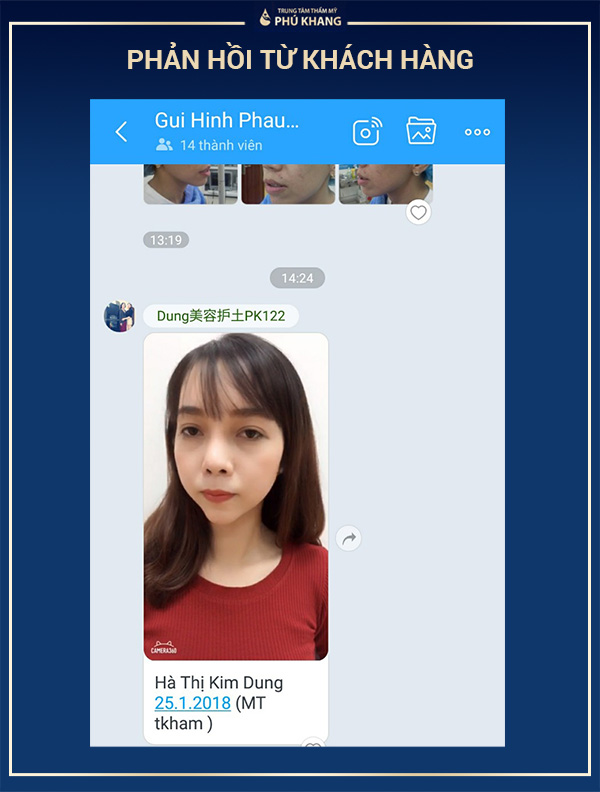 TRUNG TÂM THẨM MỸ
PHÚ KHANG
PHẢN HỒI TỪ KHÁCH HÀNG
Gui Hinh Phau...
14 thành viên
13:19
14:24
Dung美容护士PK122
CAMERA360
Hà Thị Kim Dung
25.1.2018 (MT
tkham )